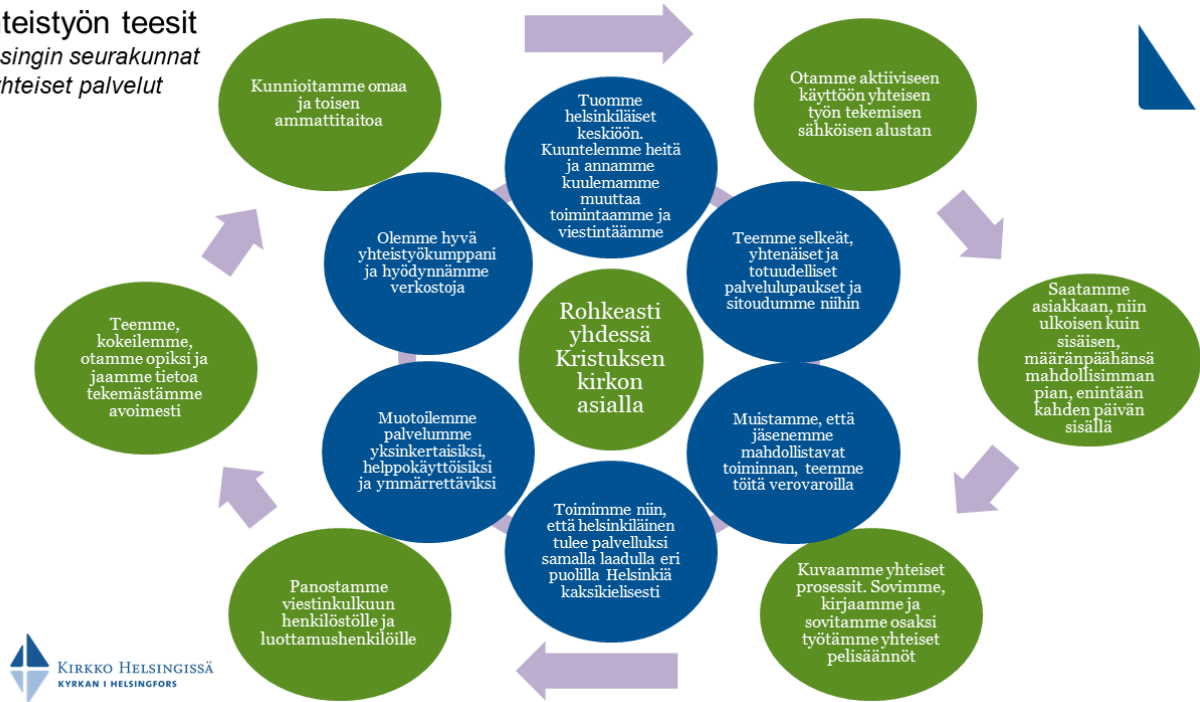 teistyön teesit
singin seurakunnat
yhteiset palvelut
Kunnioitamme omaa
ja toisen
ammattitaitoa
Tuomme
helsinkiläiset
keskiöön.
Kuuntelemme heitä
ja annamme
kuulemamme
muuttaa
toimintaamme ja
viestintäämme
Otamme aktiiviseen
käyttöön yhteisen
työn tekemisen
sähköisen alustan
Olemme hyvä
yhteistyökumppani
ja hyödynnämme
verkostoja
Teemme selkeät,
yhtenäiset ja
totuudelliset
palvelulupaukset ja
sitoudumme niihin
Teemme,
kokeilemme,
otamme opiksi ja
jaamme tietoa
tekemästämme
avoimesti
Rohkeasti
yhdessä
Kristuksen
kirkon
asialla
Saatamme
asiakkaan, niin
ulkoisen kuin
sisäisen,
määränpäähänsä
mahdollisimman
pian, enintään
kahden päivän
sisällä
Muotoilemme
palvelumme
yksinkertaisiksi,
helppokäyttöisiksi
ja ymmärrettäviksi
Muistamme, että
jäsenemme
mahdollistavat
toiminnan, teemme
töitä verovaroilla
Toimimme niin,
että helsinkiläinen
tulee palvelluksi
samalla laadulla eri
puolilla Helsinkiä
kaksikielisesti
Panostamme
viestinkulkuun
henkilöstölle ja
luottamushenkilöille
Kuvaamme yhteiset
prosessit. Sovimme,
kirjaamme ja
sovitamme osaksi
työtämme yhteiset
pelisäännöt
Kirkko Helsingissä
KYRKAN I HELSINGFORS